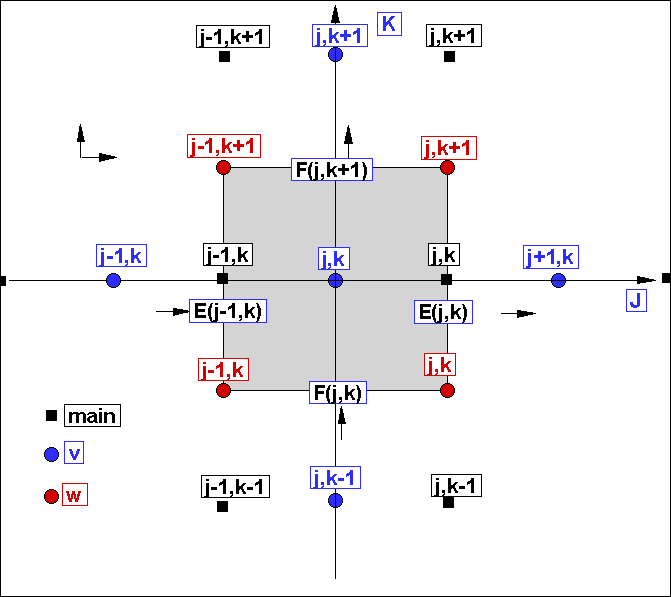 K
j-1,k+1
j,k+1
j,k+1
j-1,k+1
j,k+1
F(j,k+1)
j-1,k
j-1,k
j,k
j,k
j+1,k
J
E(j-1,k)
E(j,k)
j-1,k
j,k
F(j,k)
main
v
w
j-1,k-1
j,k-1
j,k-1